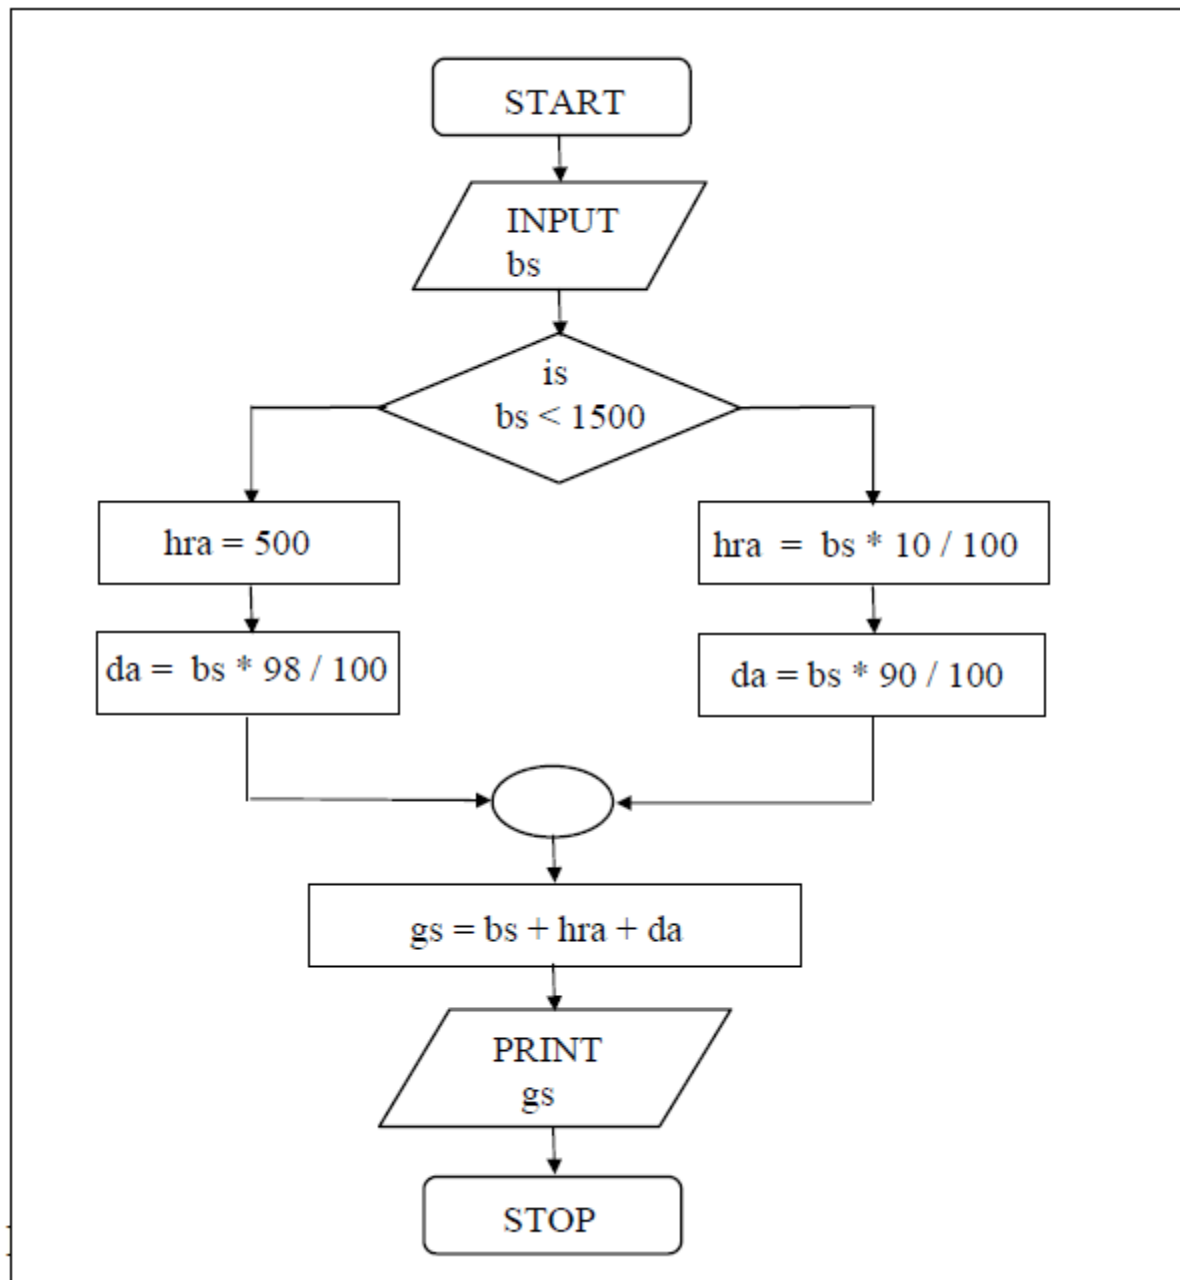 START
INPUT
bs
is
bs < 1500
hra = 500
hra = bs * 10 / 100
da = bs * 98 / 100
da = bs * 90 / 100
gs = bs + hra + da
PRINT
gs
STOP